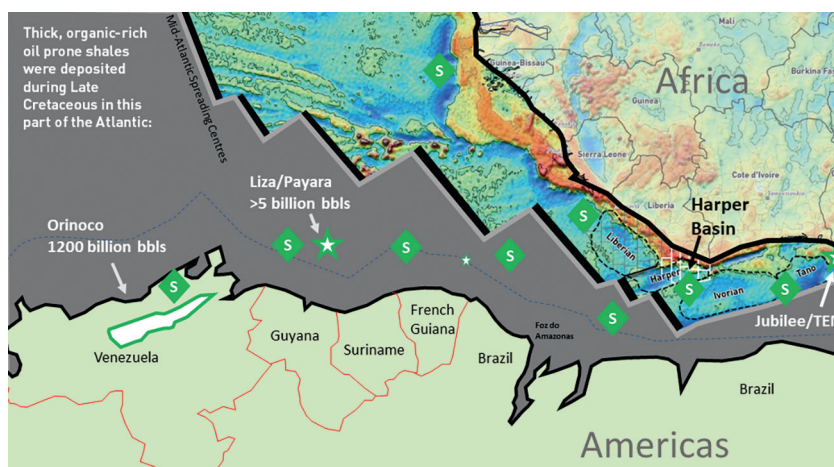 Thick, organic-rich
oil prone shales
were deposited
during Late
Cretaceous in this
part of the Atlantic:
Mid-Atlantic Spreading Centres
S
Guinea-Bissau
Mali
Burkina Fa
Africa
Guinea
Sierra Leone
Cote d'Ivoire
Liberia
Liza/Payara
>5 billion bbls
Orinoco
1200 billion bbls
S
S
S
S
S
Harper
Basin
Liberian
Harper
S
Ivorian
S
Tano
Jubilee/TEN
S
Venezuela
Guyana
Suriname
French
Guiana
Brazil
Foz do
Amazonas
S
Brazil
Americas